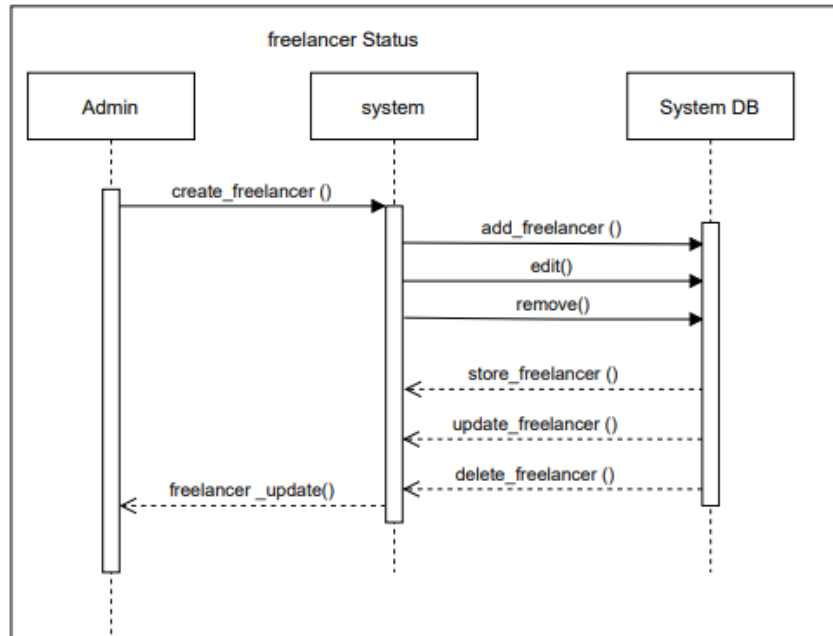 freelancer Status
Admin
system
System DB
create_freelancer ()
add_freelancer ()
edit()
remove()
store_freelancer ()
update_freelancer ()
delete_freelancer ()
freelancer _update()